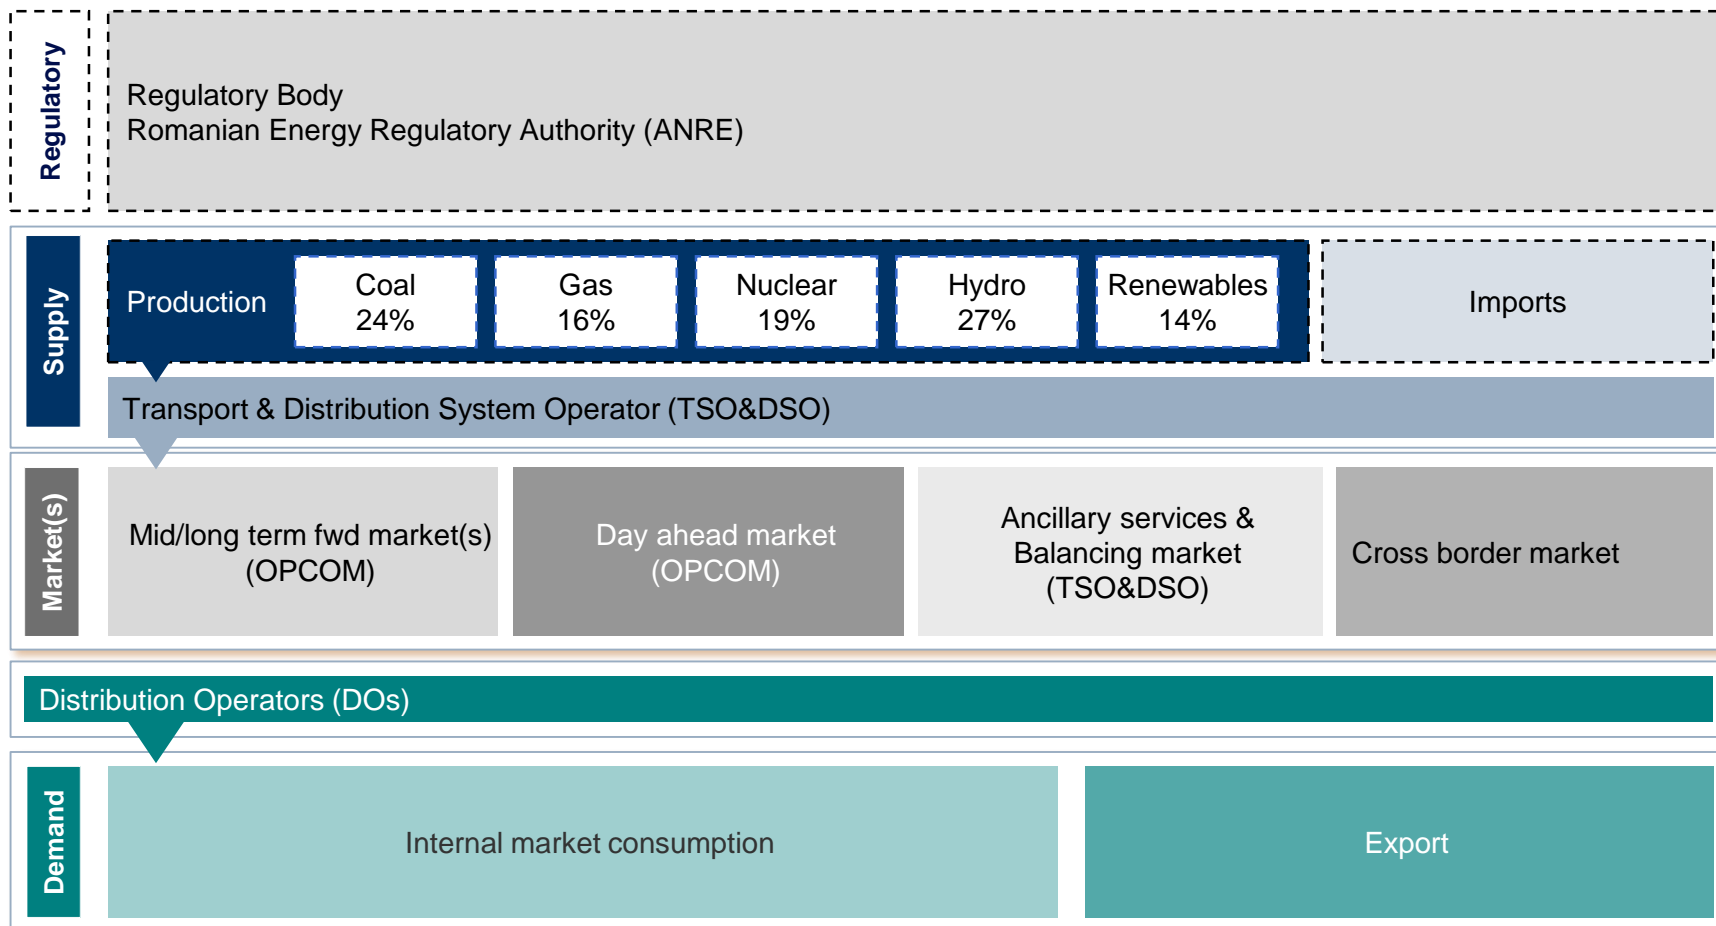 Regulatory
Regulatory Body
Romanian Energy Regulatory Authority (ANRE)
Supply
Production
Coal
24%
Gas
16%
Nuclear
19%
Hydro
27%
Renewables
14%
Imports
Transport & Distribution System Operator (TSO&DSO)
Market(s)
Mid/long term fwd market(s)
(OPCOM)
Day ahead market
(OPCOM)
Ancillary services &
Balancing market
(TSO&DSO)
Cross border market
Distribution Operators (DOs)
Demand
Internal market consumption
Export